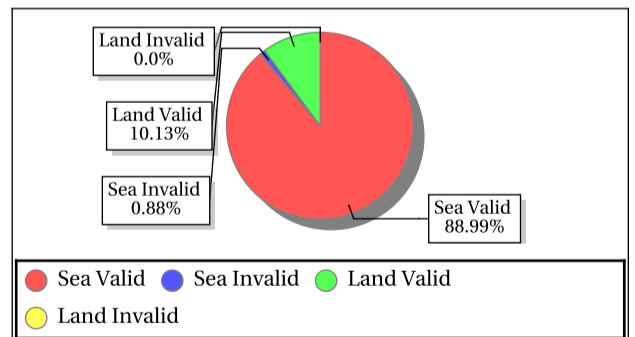 Land Invalid
0.0%
Land Valid
10.13%
Sea Invalid
0.88%
Sea Valid
88.99%
Sea Valid Sea Invalid Land Valid
Land Invalid